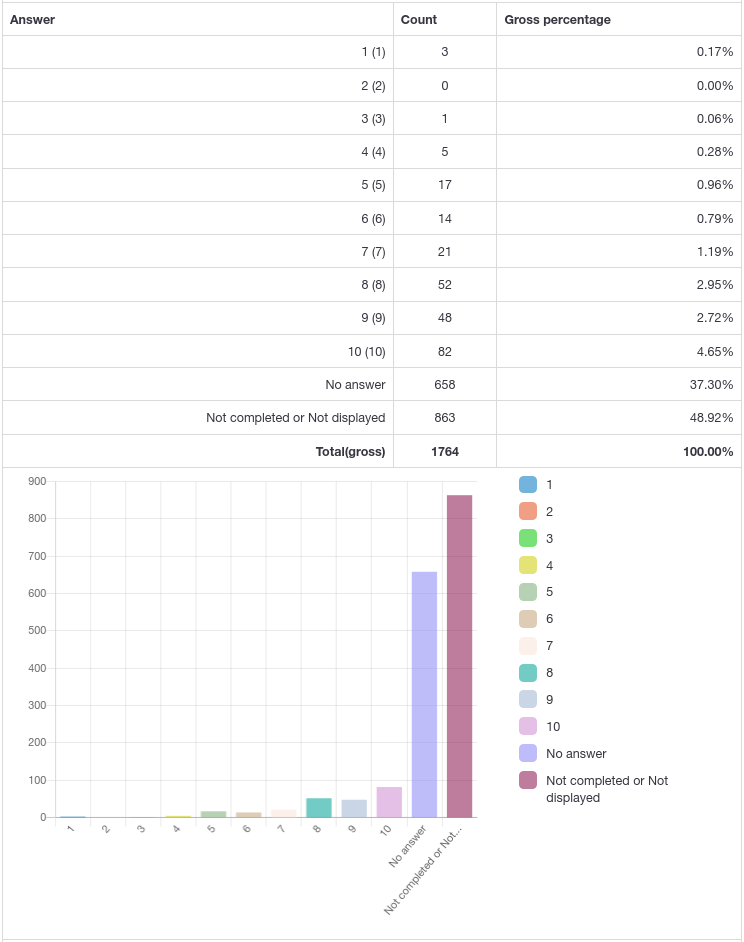 Answer Count Gross percentage
1 (1) 3 0.17%
2 (2) 0 0.00%
3 (3) 1 0.06%
4 (4) 5 0.28%
5 (5) 17 0.96%
6 (6) 14 0.79%
7 (7) 21 1.19%
8 (8) 52 2.95%
9 (9) 48 2.72%
10 (10) 82 4.65%
No answer 658 37.30%
Not completed or Not displayed 863 48.92%
Total(gross) 1764 100.00%
900
800
700
600
500
400
300
200
100
0
1
2
3
4
5
6
7
8
9
10
No answer
Not completed or Not...
1
2
3
4
5
6
7
8
9
10
No answer
Not completed or Not
displayed